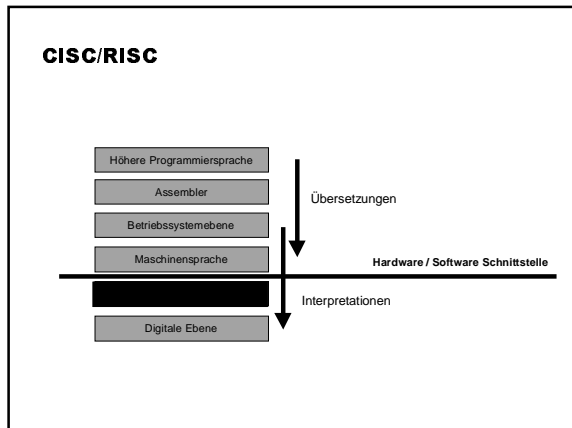 CISC/RISC
Höhere Programmiersprache
Assembler
Übersetzungen
Betriebssystemebene
Maschinensprache
Hardware / Software Schnittstelle
Interpretationen
Digitale Ebene